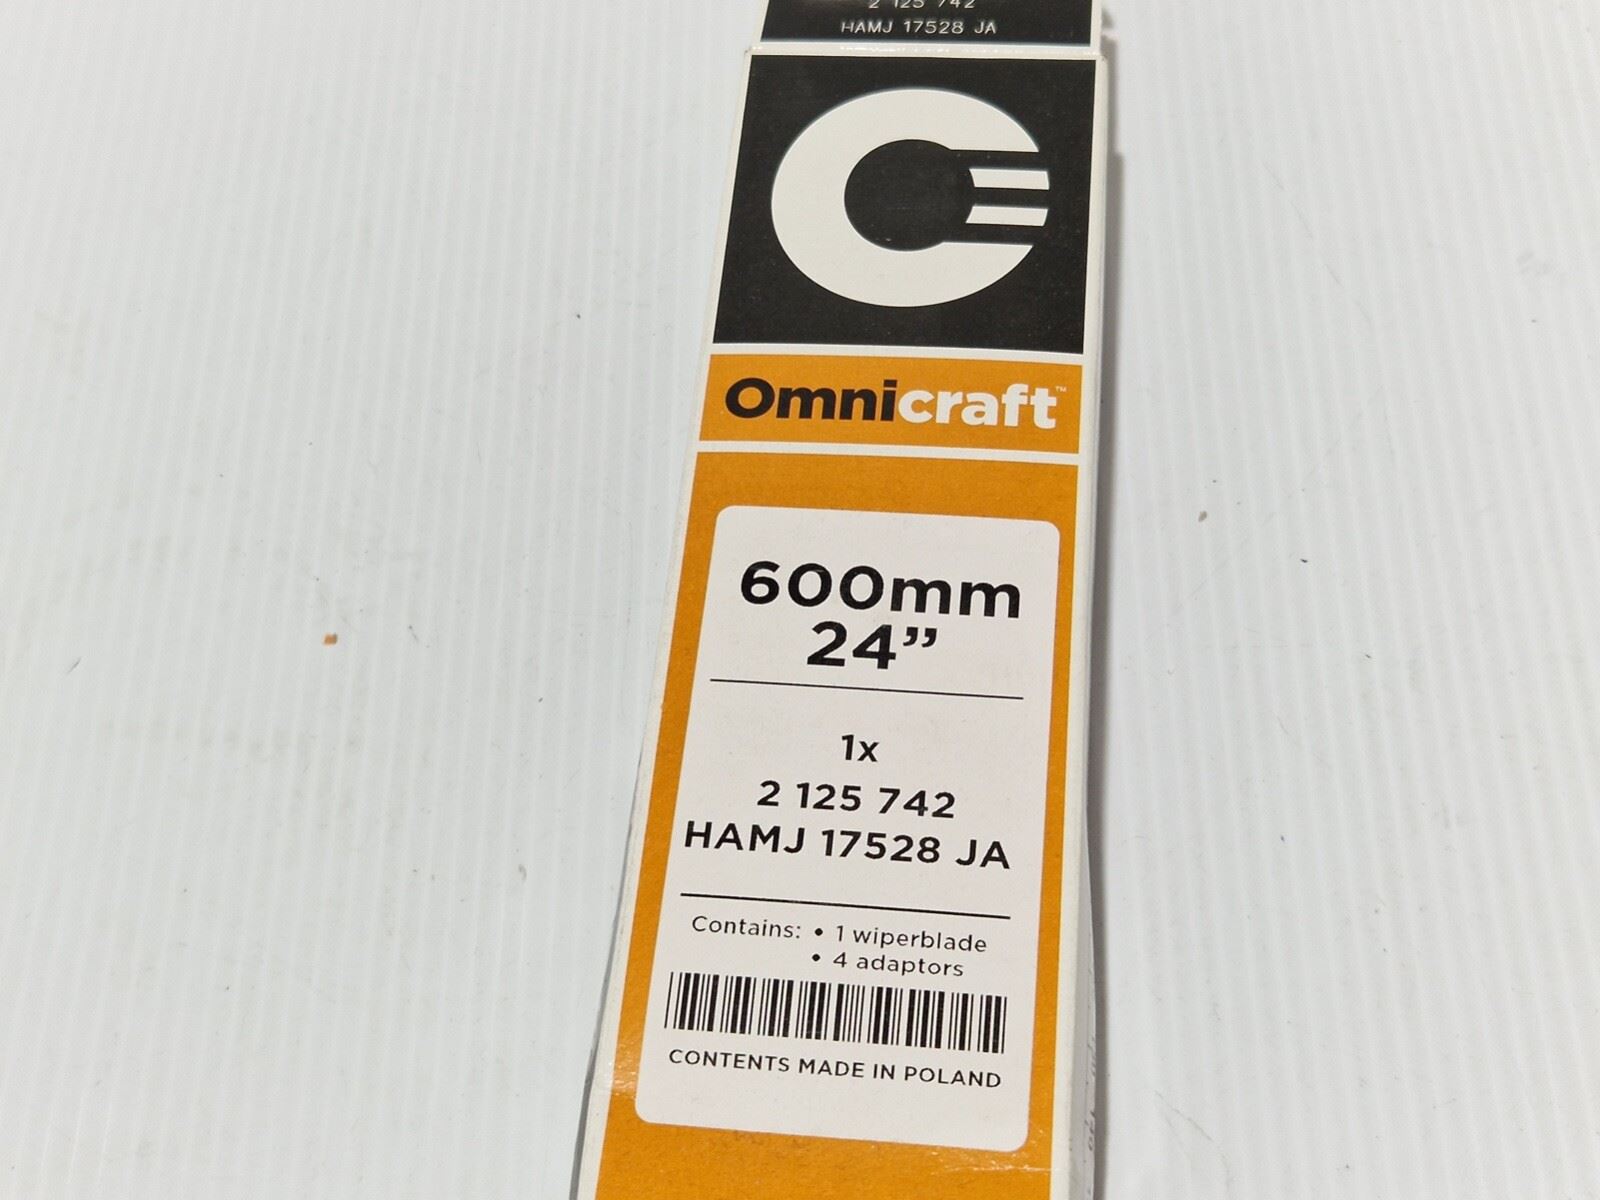 2 125 742
HAMJ 17528 JA
Omnicraft™
600mm
24”
1x
2 125 742
HAMJ 17528 JA
Contains: • 1 wiperblade
• 4 adaptors
CONTENTS MADE IN POLAND